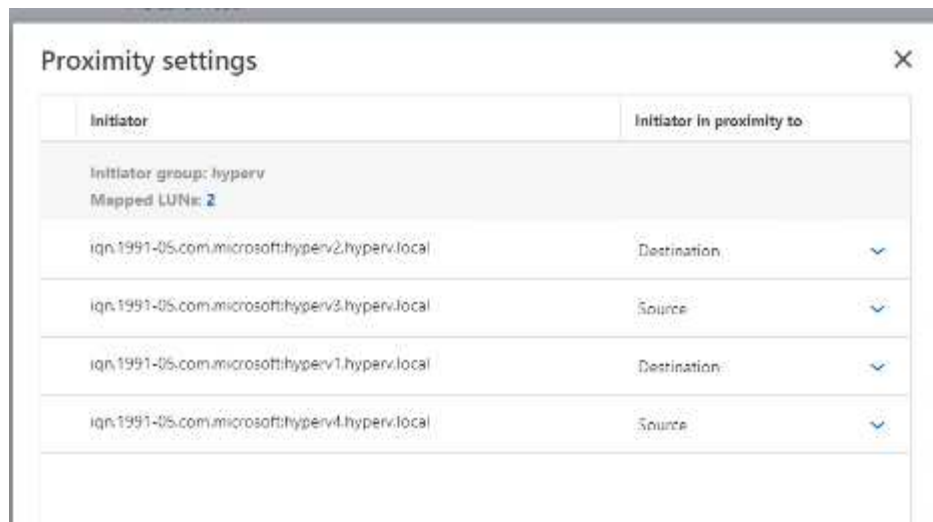 Proximity settings
Initiator Initiator in proximity to
Initiator group: hyperv
Mapped LUNs: 2
iqn.1991-05.com.microsoft:hyperv2.hyperv.local Destination
iqn.1991-05.com.microsoft:hyperv3.hyperv.local Source
iqn.1991-05.com.microsoft:hyperv1.hyperv.local Destination
iqn.1991-05.com.microsoft:hyperv4.hyperv.local Source